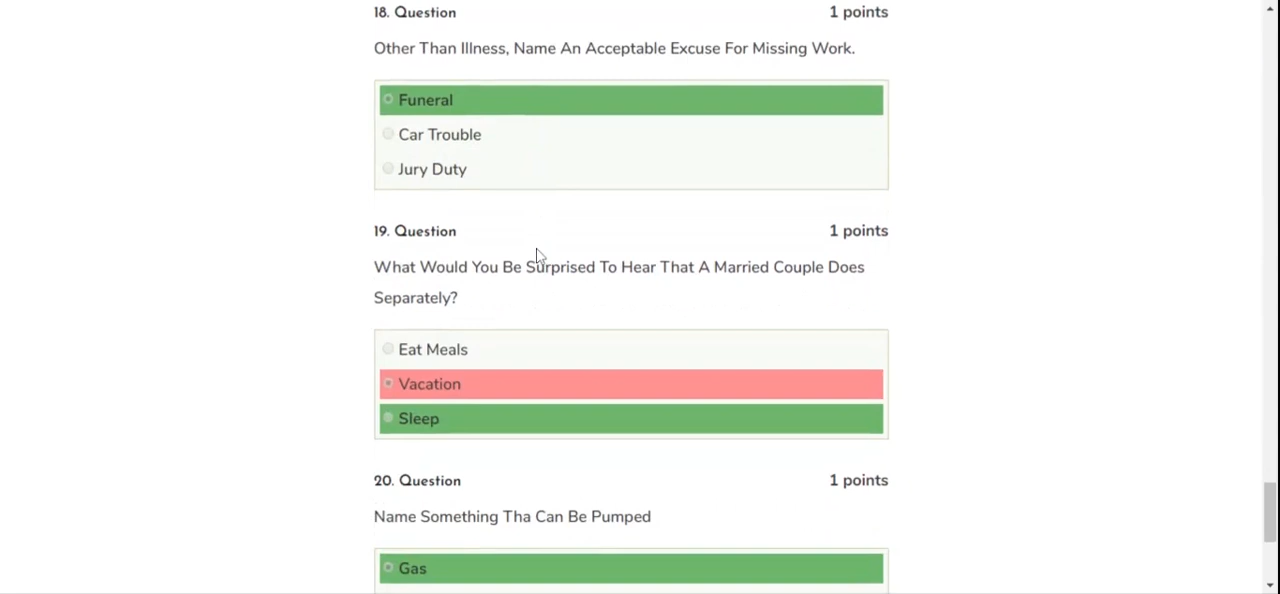 18. Question 1 points
Other Than Illness, Name An Acceptable Excuse For Missing Work.
Funeral
Car Trouble
Jury Duty
19. Question 1 points
What Would You Be Surprised To Hear That A Married Couple Does
Separately?
Eat Meals
Vacation
Sleep
20. Question 1 points
Name Something Tha Can Be Pumped
Gas